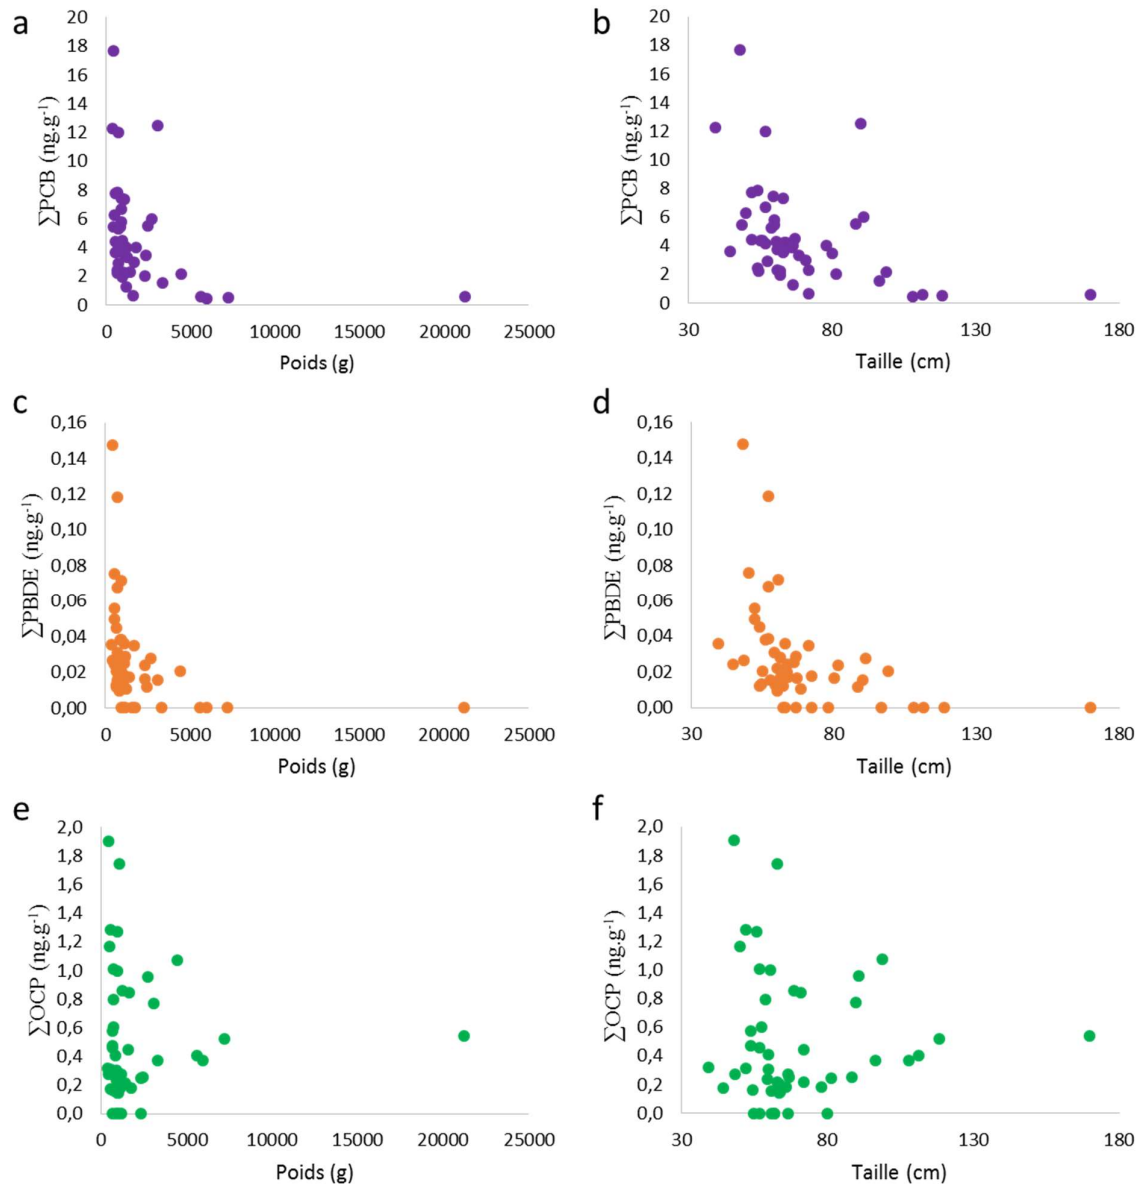 a
20
18
16
14
12
10
8
6
4
2
0
∑PCB (ng.g-1)
0 5000 10000 15000 20000 25000
Poids (g)
b
20
18
16
14
12
10
8
6
4
2
0
∑PCB (ng.g-1)
30 80 130 180
Taille (cm)
c
0,16
0,14
0,12
0,10
0,08
0,06
0,04
0,02
0,00
∑PBDE (ng.g-1)
0 5000 10000 15000 20000 25000
Poids (g)
d
0,16
0,14
0,12
0,10
0,08
0,06
0,04
0,02
0,00
∑PBDE (ng.g-1)
30 80 130 180
Taille (cm)
e
2,0
1,8
1,6
1,4
1,2
1,0
0,8
0,6
0,4
0,2
0,0
∑OCP (ng.g-1)
0 5000 10000 15000 20000 25000
Poids (g)
f
2,0
1,8
1,6
1,4
1,2
1,0
0,8
0,6
0,4
0,2
0,0
∑OCP (ng.g-1)
30 80 130 180
Taille (cm)